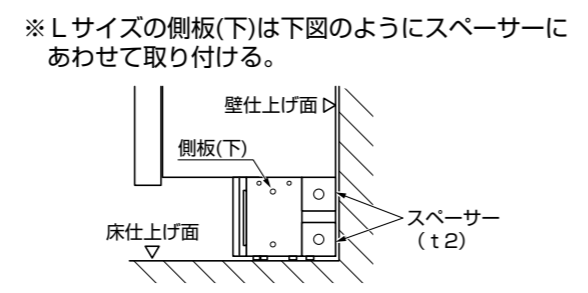 ※Ｌサイズの側板(下)は下図のようにスペーサーに
あわせて取り付ける。
壁仕上げ面
側板(下)
スペーサー
（ｔ２）
床仕上げ面